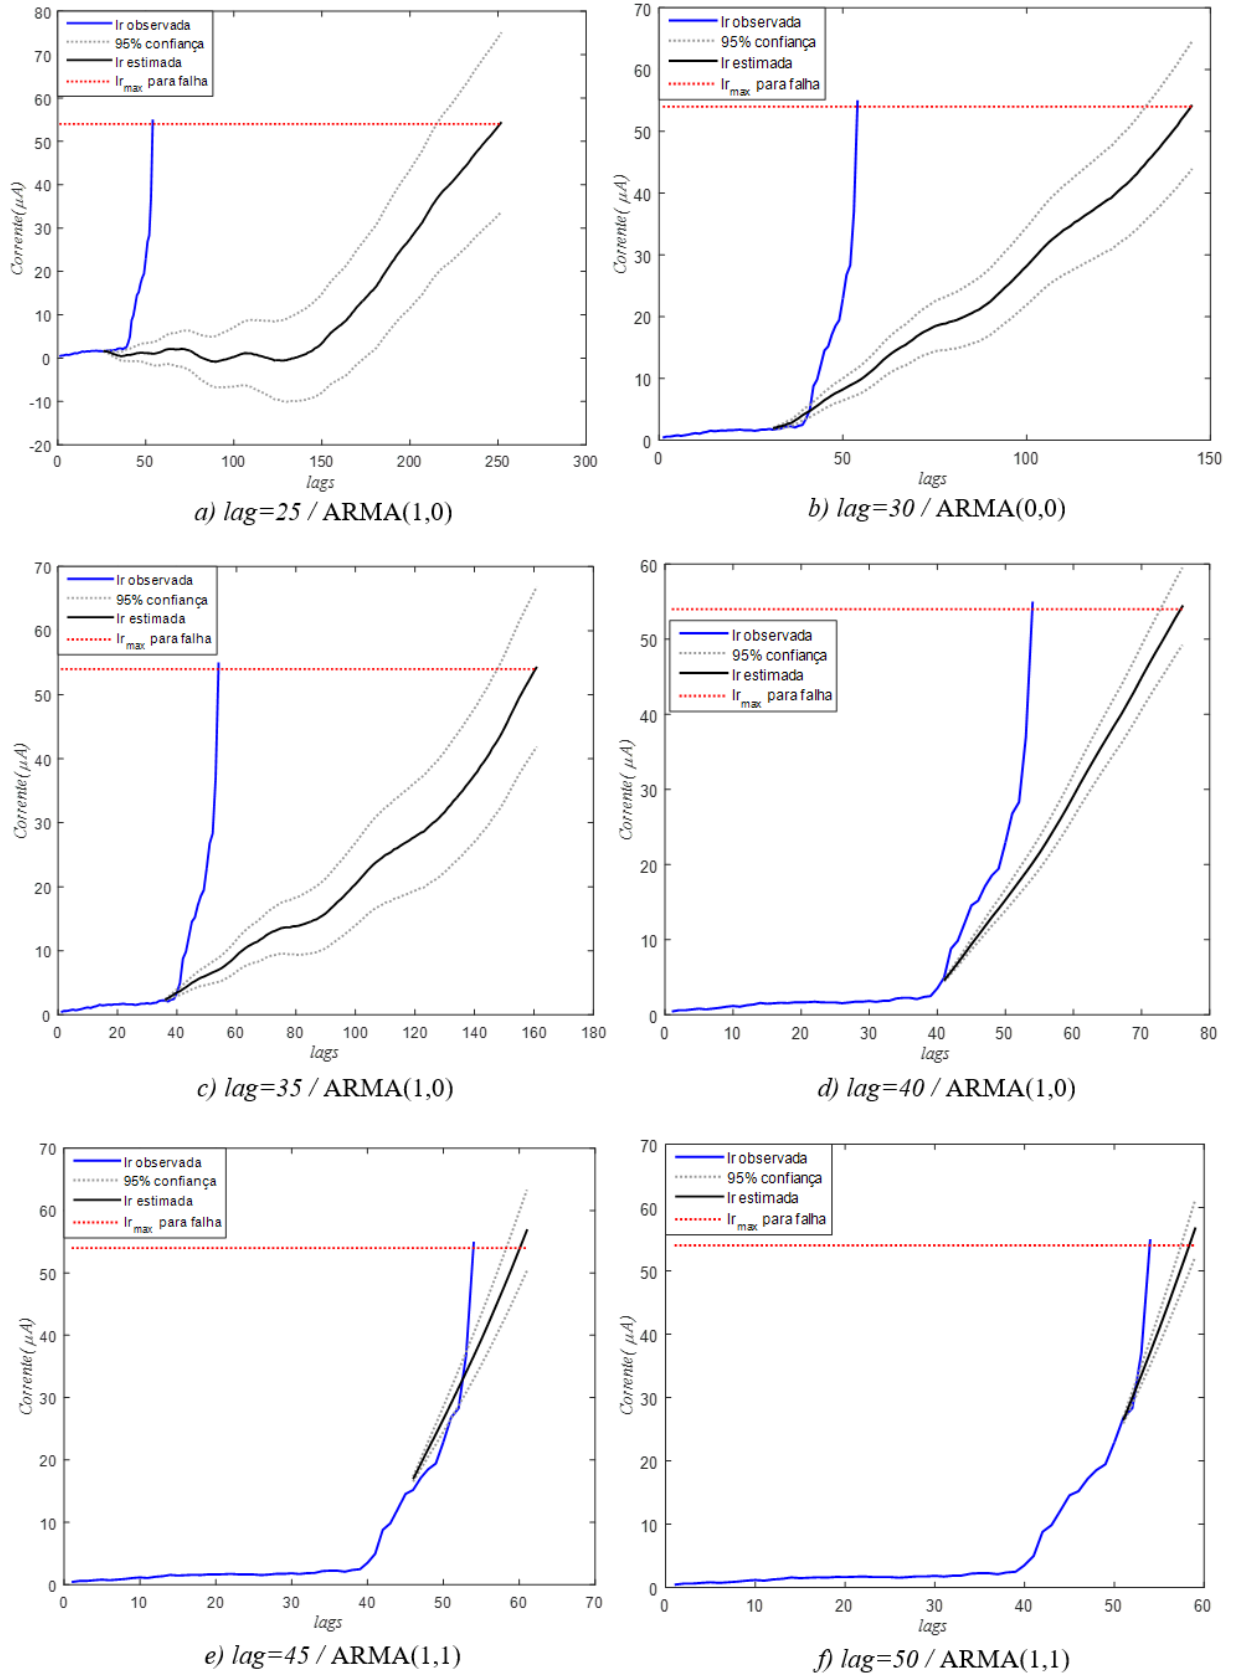 80
70
60
50
40
30
20
10
0
-10
-20
0
50
100
150
200
250
300
Corrente(μA)
lags
Ir observada
95% confiança
Ir estimada
Ir max para falha
a) lag=25 / ARMA(1,0)
70
60
50
40
30
20
10
0
0
50
100
150
Corrente( μA)
lags
Ir observada
95% confiança
Ir estimada
Ir max para falha
b) lag=30 / ARMA(0,0)
70
60
50
40
30
20
10
0
0
20
40
60
80
100
120
140
160
180
Corrente(μA)
lags
Ir observada
95% confiança
Ir estimada
Ir max para falha
c) lag=35 / ARMA(1,0)
60
50
40
30
20
10
0
0
10
20
30
40
50
60
70
80
Corrente( μA)
lags
Ir observada
95% confiança
Ir estimada
Ir max para falha
d) lag=40 / ARMA(1,0)
70
60
50
40
30
20
10
0
0
10
20
30
40
50
60
70
Corrente( μA)
lags
Ir observada
95% confiança
Ir estimada
Ir max para falha
e) lag=45 / ARMA(1,1)
70
60
50
40
30
20
10
0
0
10
20
30
40
50
60
Corrente( μA)
lags
Ir observada
95% confiança
Ir estimada
Ir max para falha
f) lag=50 / ARMA(1,1)